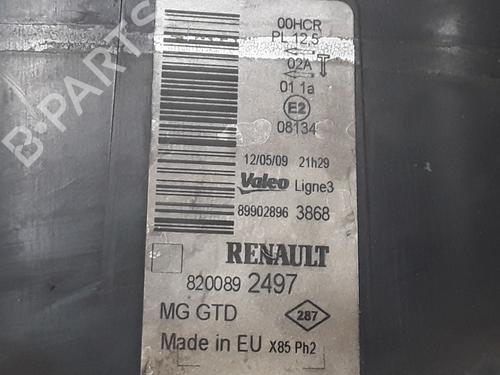 00HCR
PL 12,5
02A
01 1a
E2
08134
12/05/09 21h29
Valeo Ligne3
89902896 3868
RENAULT
820089 2497
MG GTD 287
Made in EU X85 Ph2
B-PARTS